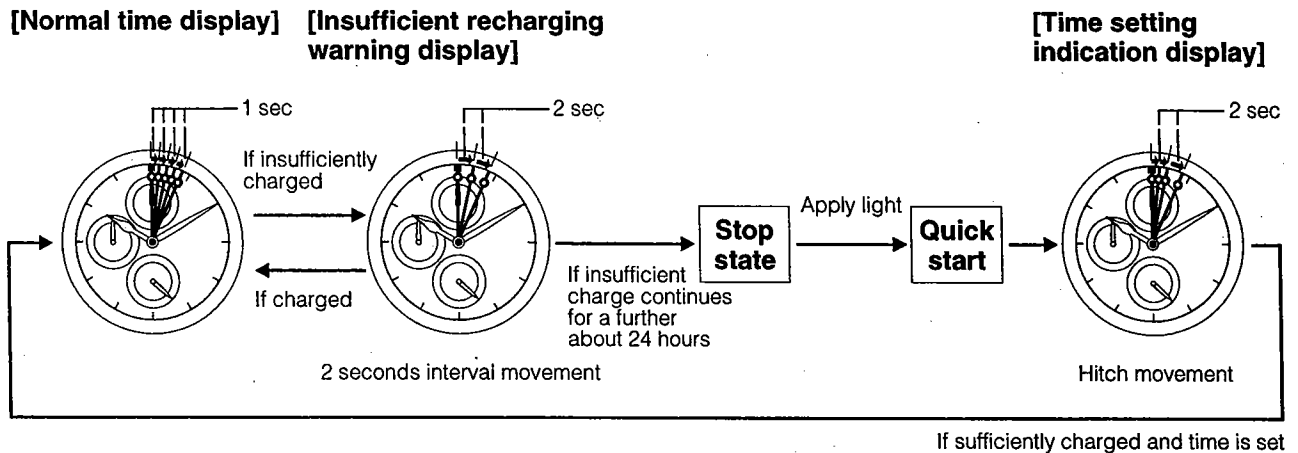 [Normal time display]
[Insufficient recharging
warning display]
[Time setting
indication display]
1 sec
2 sec
2 sec
If insufficiently
charged
If charged
Stop
state
Apply light
Quick
start
If insufficient
charge continues
for a further
about 24 hours
2 seconds interval movement
Hitch movement
If sufficiently charged and time is set